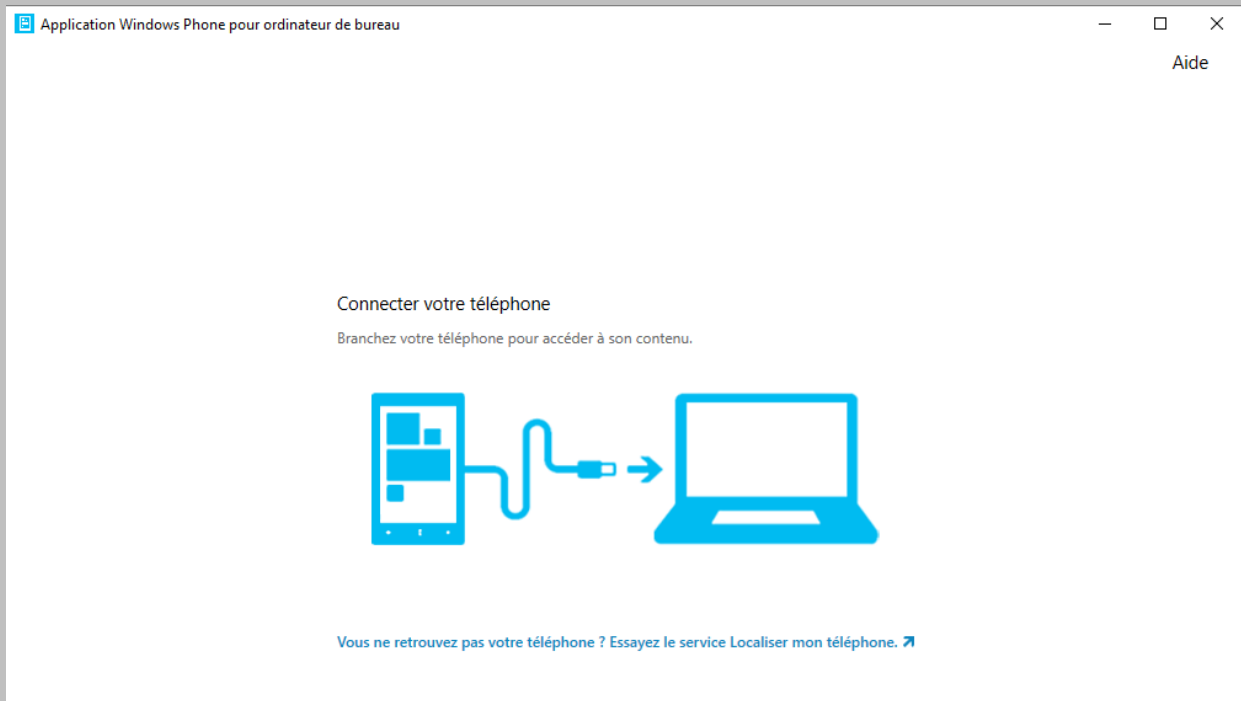 Application Windows Phone pour ordinateur de bureau
Aide
Connecter votre téléphone
Branchez votre téléphone pour accéder à son contenu.
Vous ne retrouvez pas votre téléphone ? Essayez le service Localiser mon téléphone.